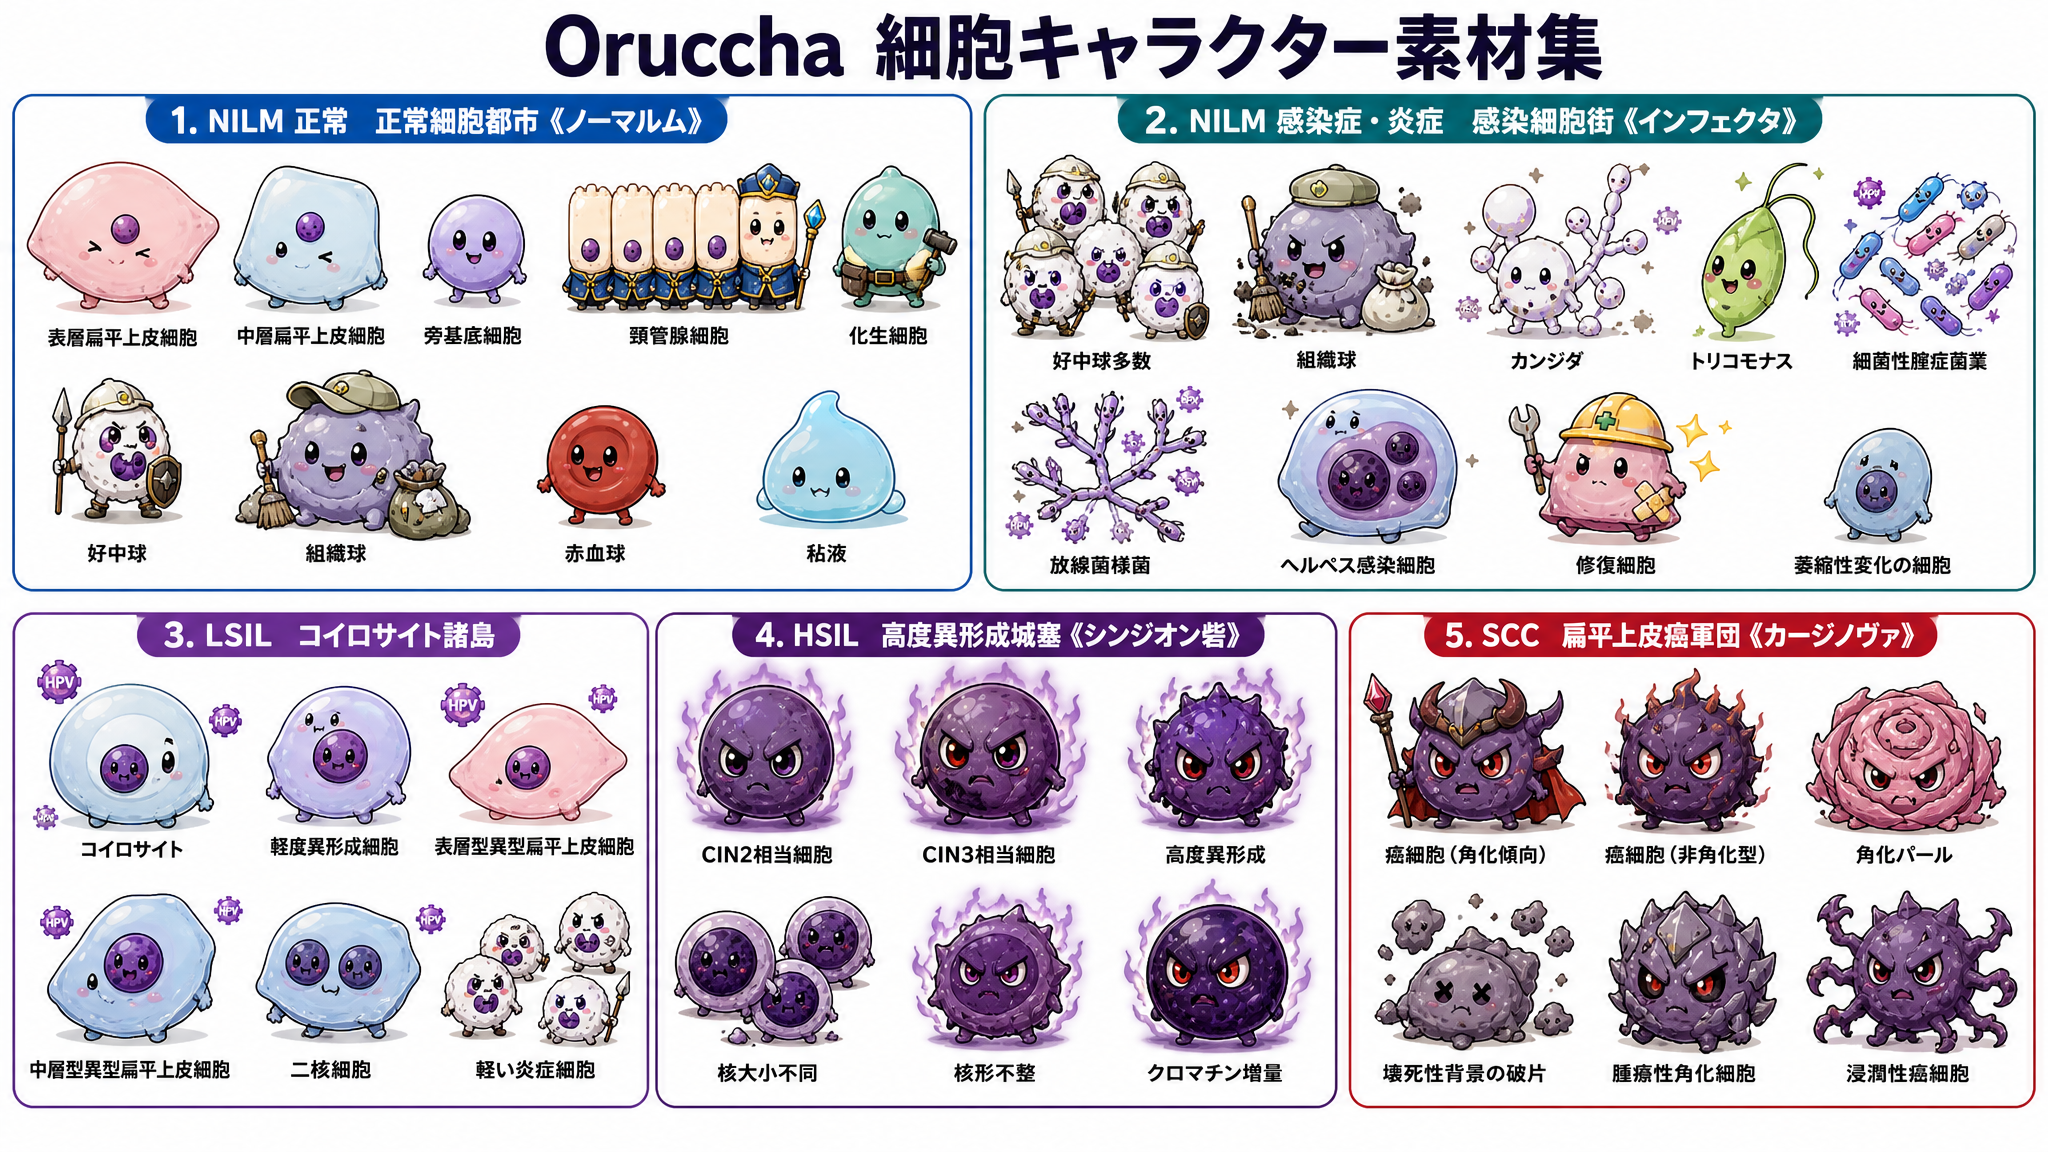 Oruccha 細胞キャラクター素材集
1. NILM 正常　正常細胞都市《ノーマルム》
表層扁平上皮細胞
中層扁平上皮細胞
旁基底細胞
頸管腺細胞
化生細胞
好中球
組織球
赤血球
粘液
2. NILM 感染症・炎症　感染細胞街《インフェクタ》
好中球多数
組織球
カンジダ
トリコモナス
細菌性腟症菌業
放線菌様菌
ヘルペス感染細胞
修復細胞
萎縮性変化の細胞
3. LSIL　コイロサイト諸島
HPV
HPV
HPV
HPV
コイロサイト
軽度異形成細胞
表層型異型扁平上皮細胞
HPV
HPV
HPV
中層型異型扁平上皮細胞
二核細胞
軽い炎症細胞
4. HSIL　高度異形成城塞《シンジオン砦》
CIN2相当細胞
CIN3相当細胞
高度異形成
核大小不同
核形不整
クロマチン増量
5. SCC　扁平上皮癌軍団《カージノヴァ》
癌細胞（角化傾向）
癌細胞（非角化型）
角化パール
壊死性背景の破片
腫瘍性角化細胞
浸潤性癌細胞